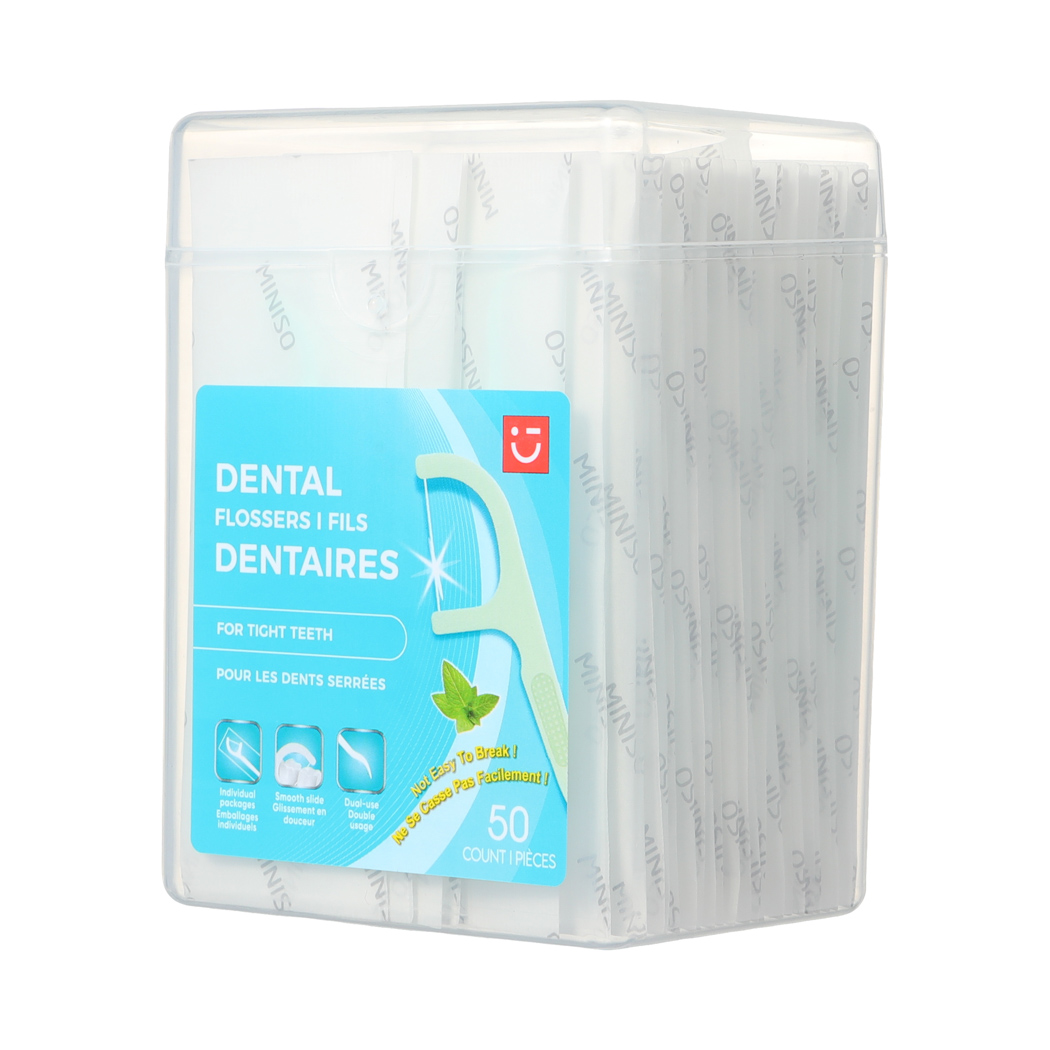 MINISO
DENTAL
FLOSSERS | FILS
DENTAIRES
FOR TIGHT TEETH
POUR LES DENTS SERRÉES
Individual
packages
Emballages
individuels
Smooth slide
Glissement en
douceur
Dual-use
Double
usage
Not Easy To Break !
Ne Se Casse Pas Facilement !
50
COUNT | PIÈCES